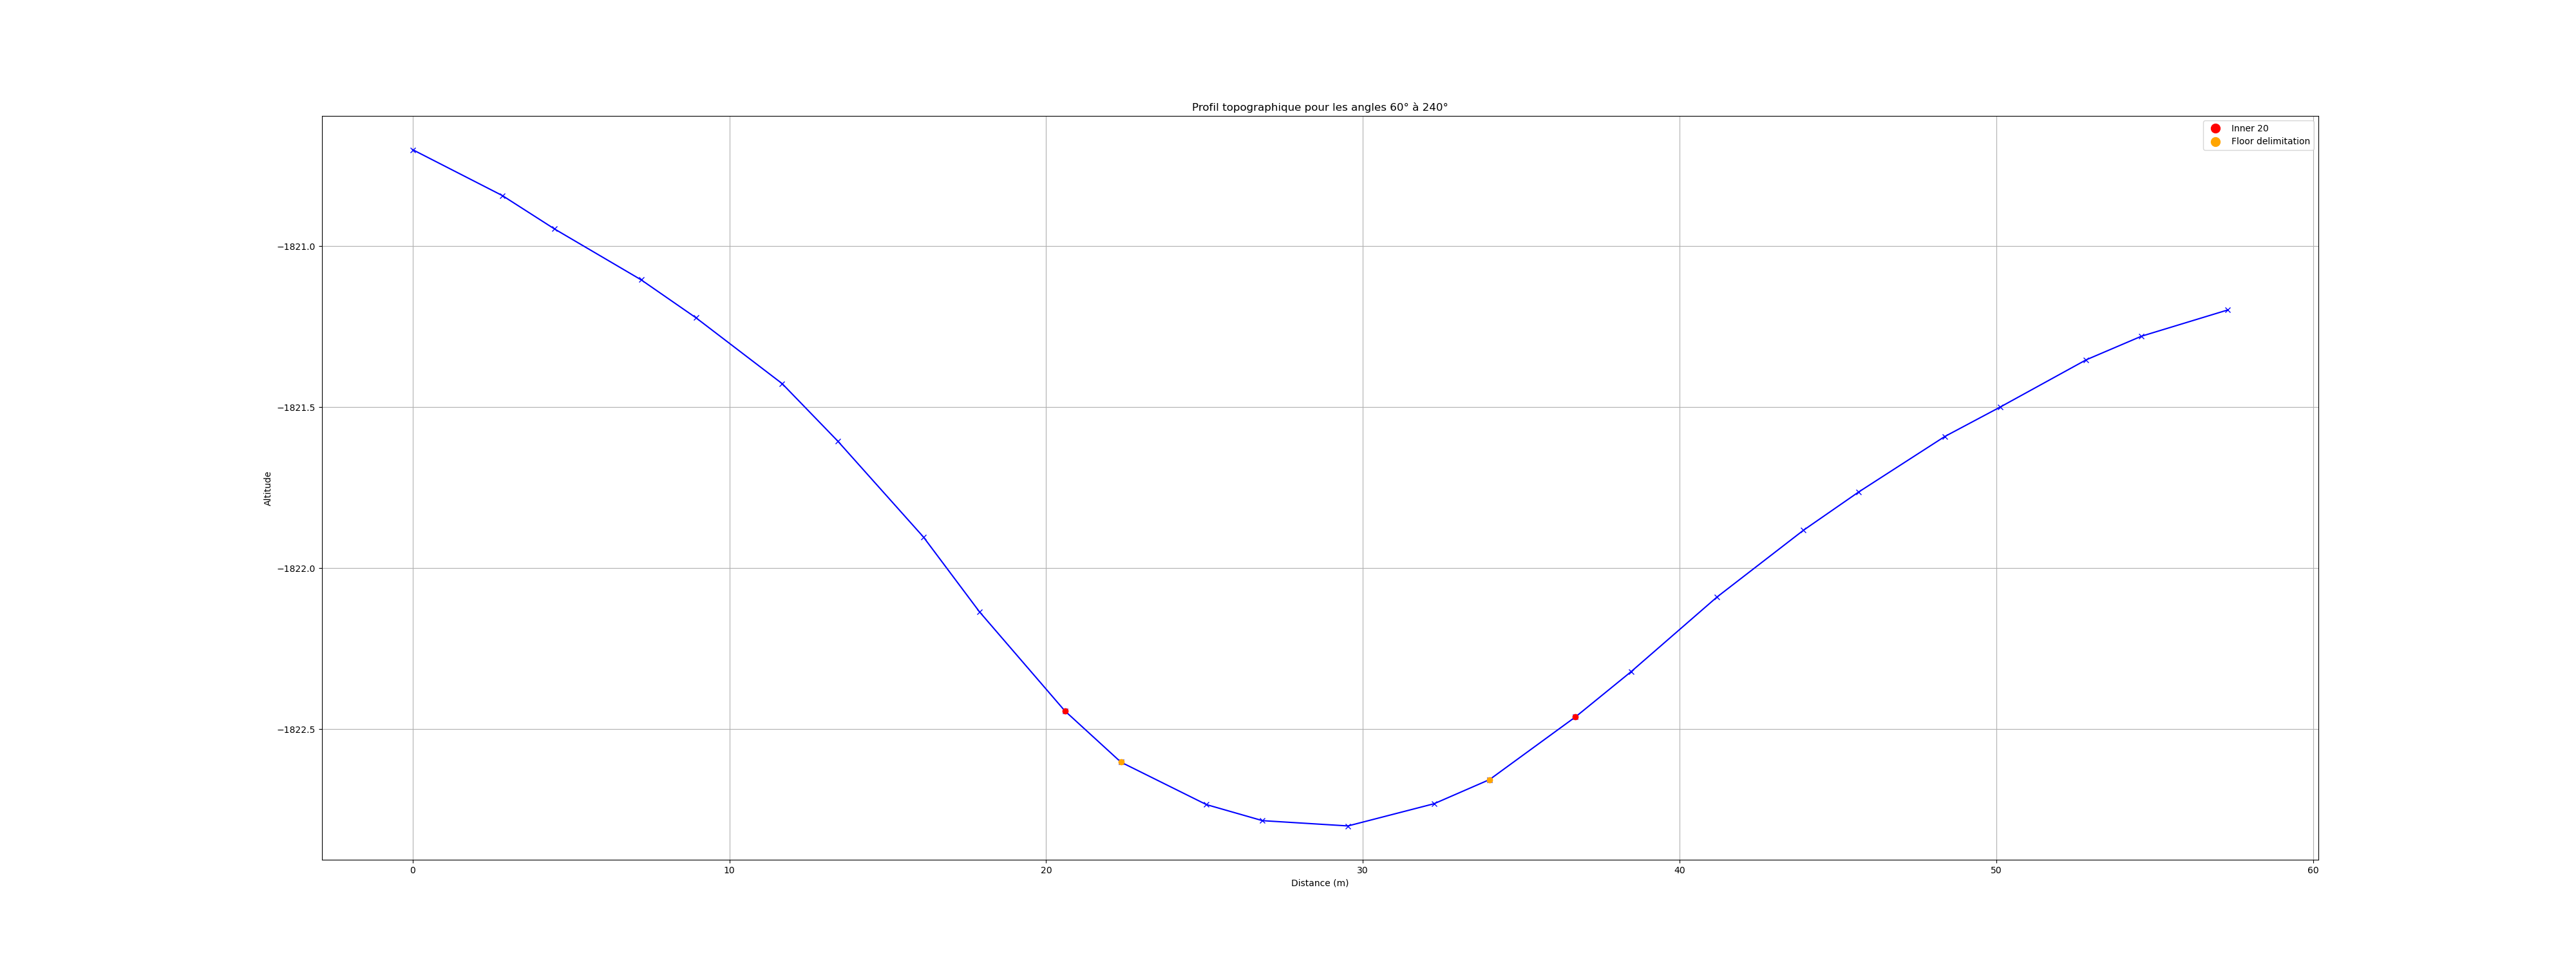 Profil topographique pour les angles 60° à 240°
Inner 20
Floor delimitation
−1821.0
−1821.5
−1822.0
−1822.5
Altitude
0 10 20 30 40 50 60
Distance (m)